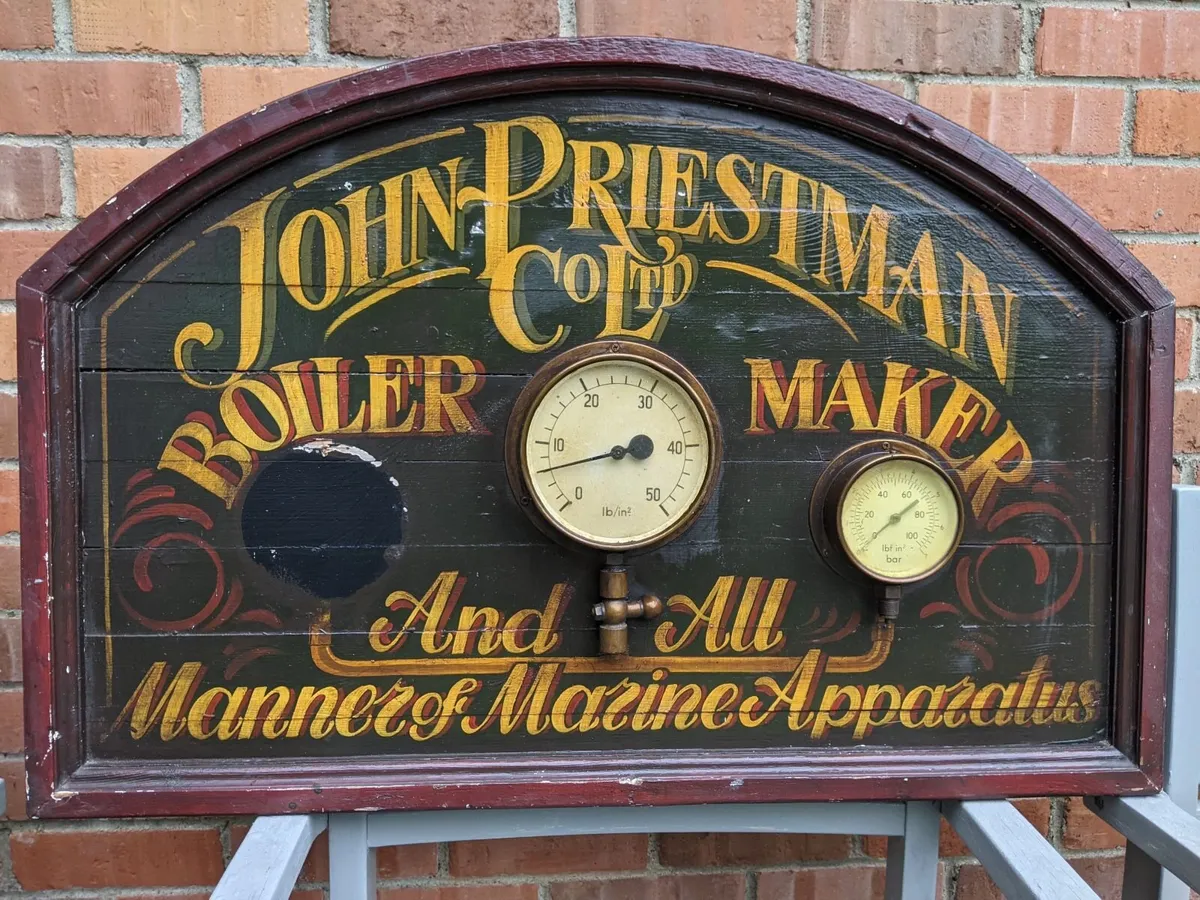 JOHN PRIESTMAN
Co LTD
BOILER MAKER
20 30
10 40
0 50
lb/in²
40 60
20 80
0 100
lbf in²
bar
And All
Manner of Marine Apparatus